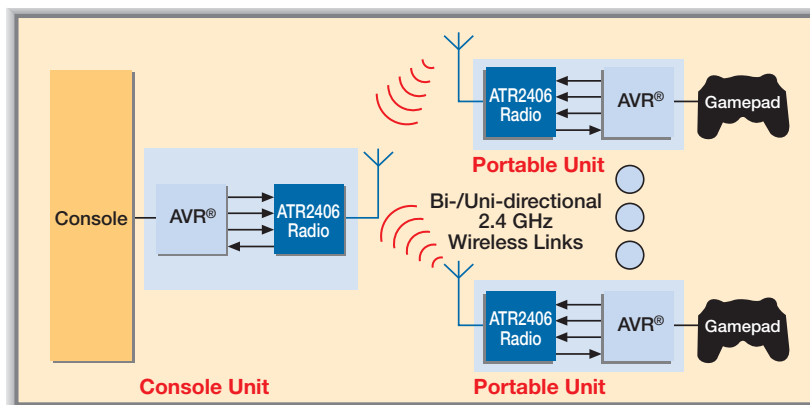 Console
AVR®
ATR2406
Radio
Console Unit
ATR2406
Radio
AVR®
Gamepad
Portable Unit
Bi-/Uni-directional
2.4 GHz
Wireless Links
ATR2406
Radio
AVR®
Gamepad
Portable Unit